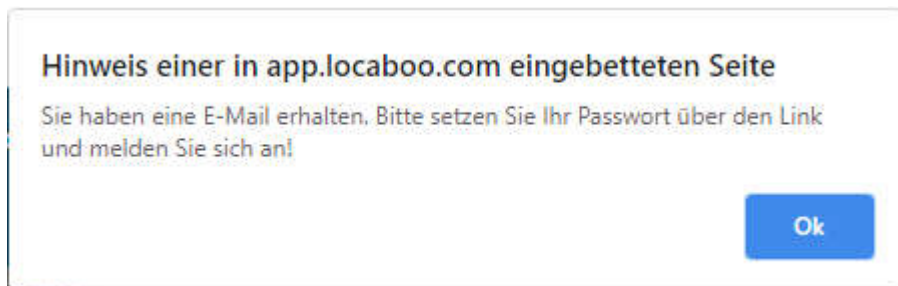 Hinweis einer in app.locaboo.com eingebetteten Seite
Sie haben eine E-Mail erhalten. Bitte setzen Sie Ihr Passwort über den Link
und melden Sie sich an!
Ok